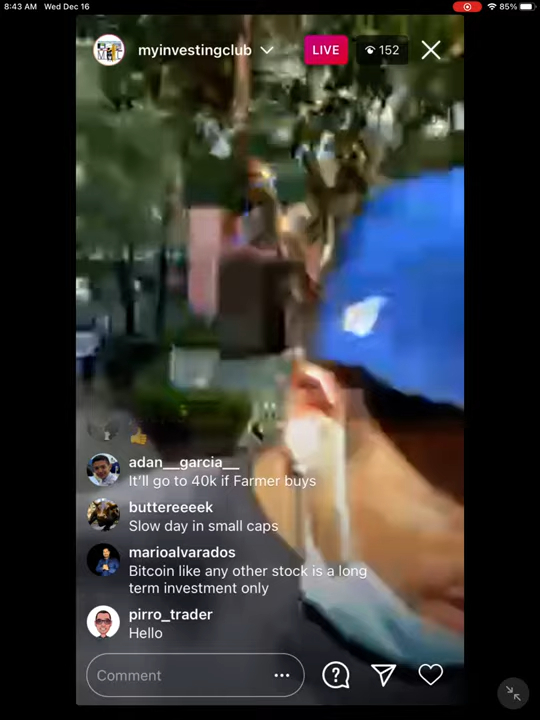 8:43 AM Wed Dec 16
85%
myinvestingclub
LIVE
152
adan__garcia__
It'll go to 40k if Farmer buys
buttereeeek
Slow day in small caps
marioalvarados
Bitcoin like any other stock is a long
term investment only
pirro_trader
Hello
Comment